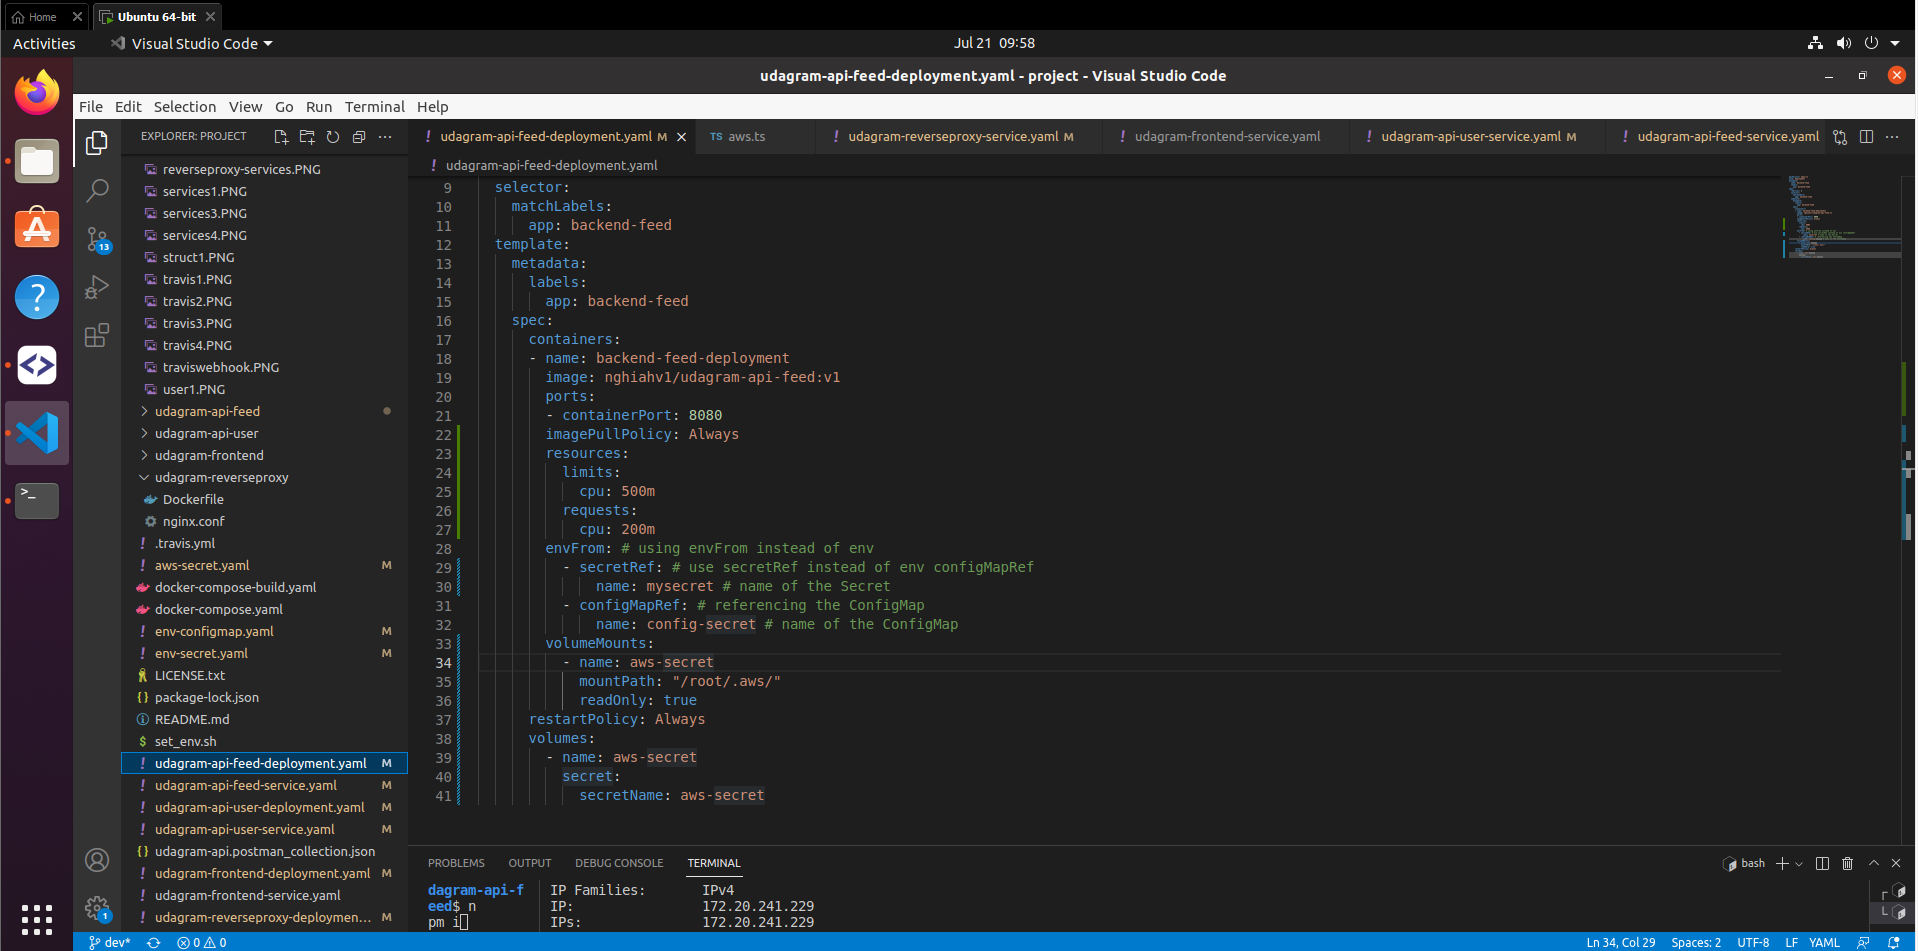 Home
Ubuntu 64-bit
Activities
Visual Studio Code
Jul 21 09:58
udagram-api-feed-deployment.yaml - project - Visual Studio Code
File Edit Selection View Go Run Terminal Help
EXPLORER: PROJECT
reverseproxy-services.PNG
services1.PNG
services3.PNG
services4.PNG
struct1.PNG
travis1.PNG
travis2.PNG
travis3.PNG
travis4.PNG
traviswebhook.PNG
user1.PNG
udagram-api-feed
udagram-api-user
udagram-frontend
udagram-reverseproxy
Dockerfile
nginx.conf
! .travis.yml
! aws-secret.yaml M
docker-compose-build.yaml
docker-compose.yaml
! env-configmap.yaml M
! env-secret.yaml M
LICENSE.txt
{} package-lock.json
README.md
$ set_env.sh
! udagram-api-feed-deployment.yaml M
! udagram-api-feed-service.yaml M
! udagram-api-user-deployment.yaml M
! udagram-api-user-service.yaml M
{} udagram-api.postman_collection.json
! udagram-frontend-deployment.yaml M
! udagram-frontend-service.yaml
! udagram-reverseproxy-deploymen... M
13
1
! udagram-api-feed-deployment.yaml M
TS aws.ts
! udagram-reverseproxy-service.yaml M
! udagram-frontend-service.yaml
! udagram-api-user-service.yaml M
! udagram-api-feed-service.yaml
! udagram-api-feed-deployment.yaml
9 selector:
10 matchLabels:
11 app: backend-feed
12 template:
13 metadata:
14 labels:
15 app: backend-feed
16 spec:
17 containers:
18 - name: backend-feed-deployment
19 image: nghiahv1/udagram-api-feed:v1
20 ports:
21 - containerPort: 8080
22 imagePullPolicy: Always
23 resources:
24 limits:
25 cpu: 500m
26 requests:
27 cpu: 200m
28 envFrom: # using envFrom instead of env
29 - secretRef: # use secretRef instead of env configMapRef
30 name: mysecret # name of the Secret
31 - configMapRef: # referencing the ConfigMap
32 name: config-secret # name of the ConfigMap
33 volumeMounts:
34 - name: aws-secret
35 mountPath: "/root/.aws/"
36 readOnly: true
37 restartPolicy: Always
38 volumes:
39 - name: aws-secret
40 secret:
41 secretName: aws-secret
PROBLEMS OUTPUT DEBUG CONSOLE TERMINAL
bash
dagram-api-f
eed$ n
pm i
IP Families: IPv4
IP: 172.20.241.229
IPs: 172.20.241.229
dev* 0 0
Ln 34, Col 29 Spaces: 2 UTF-8 LF YAML